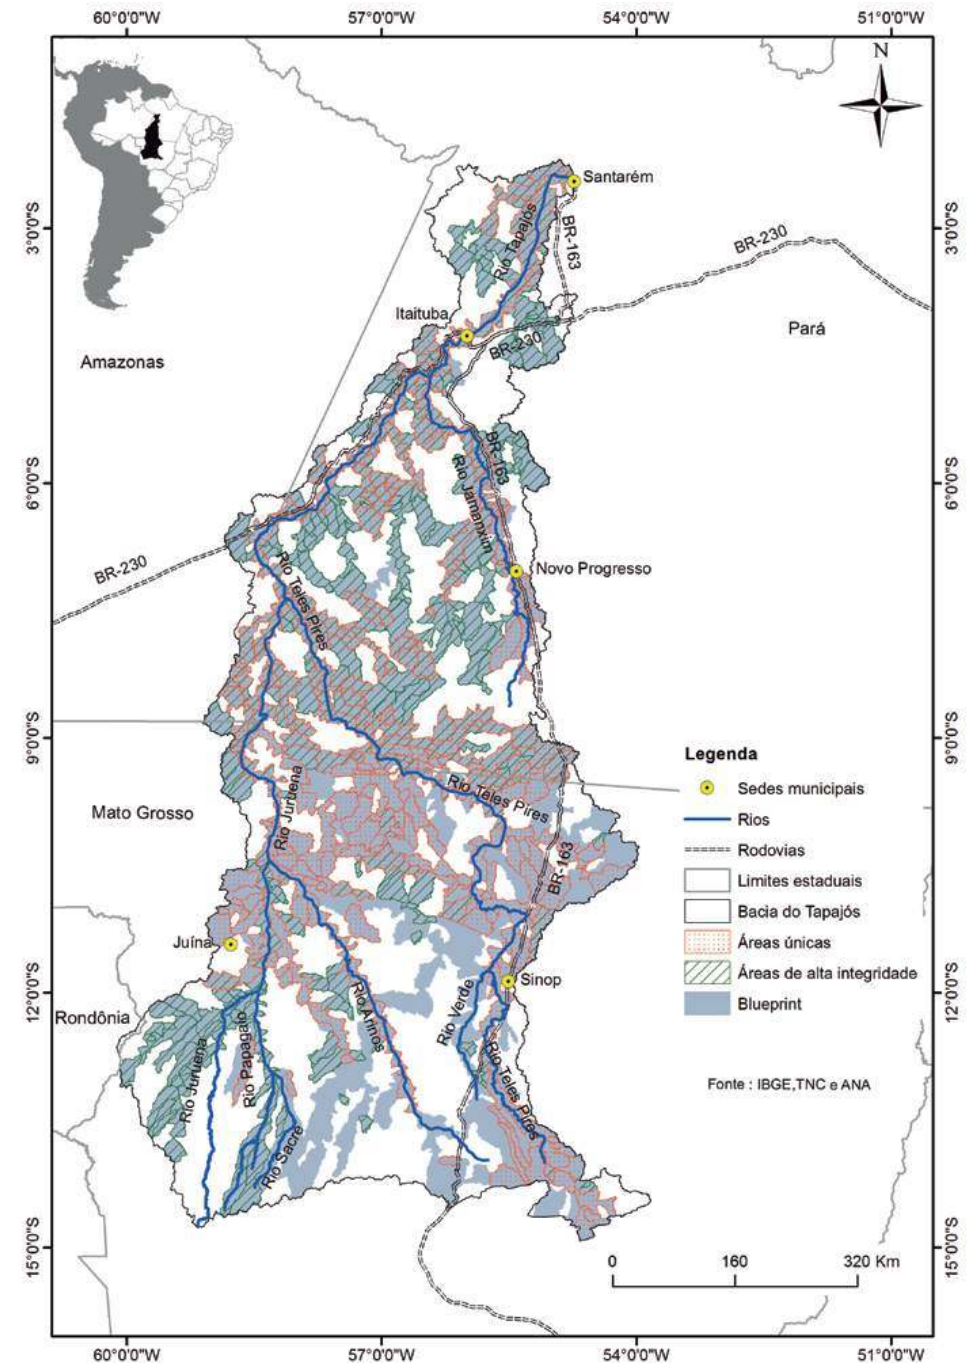 60°0'0"W
57°0'0"W
54°0'0"W
51°0'0"W
N
3°0'0"S
3°0'0"S
Santarém
Rio Tapajós
BR-163
BR-230
Itaituba
BR-230
Pará
Amazonas
BR-163
6°0'0"S
6°0'0"S
Rio Jamanxim
BR-230
Novo Progresso
Rio Teles Pires
9°0'0"S
9°0'0"S
Legenda
Sedes municipais
Rios
Rodovias
Limites estaduais
Bacia do Tapajós
Áreas únicas
Áreas de alta integridade
Blueprint
Rio Teles Pires
Mato Grosso
Rio Juruena
BR-163
Juína
Sinop
12°0'0"S
12°0'0"S
Rondônia
Rio Arinos
Rio Verde
Rio Juruena
Rio Papagaio
Rio Teles Pires
Rio Sacre
Fonte : IBGE,TNC e ANA
15°0'0"S
15°0'0"S
0
160
320 Km
60°0'0"W
57°0'0"W
54°0'0"W
51°0'0"W